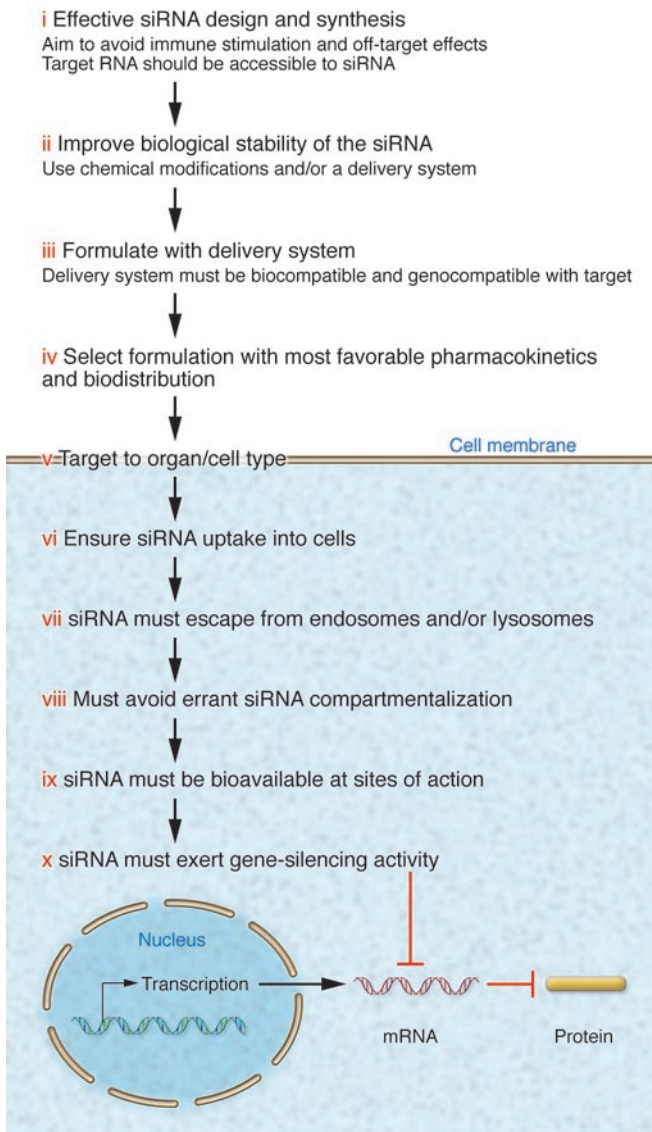 i Effective siRNA design and synthesis
Aim to avoid immune stimulation and off-target effects
Target RNA should be accessible to siRNA
ii Improve biological stability of the siRNA
Use chemical modifications and/or a delivery system
iii Formulate with delivery system
Delivery system must be biocompatible and genocompatible with target
iv Select formulation with most favorable pharmacokinetics
and biodistribution
Cell membrane
v Target to organ/cell type
vi Ensure siRNA uptake into cells
vii siRNA must escape from endosomes and/or lysosomes
viii Must avoid errant siRNA compartmentalization
ix siRNA must be bioavailable at sites of action
x siRNA must exert gene-silencing activity
Nucleus
Transcription
mRNA
Protein